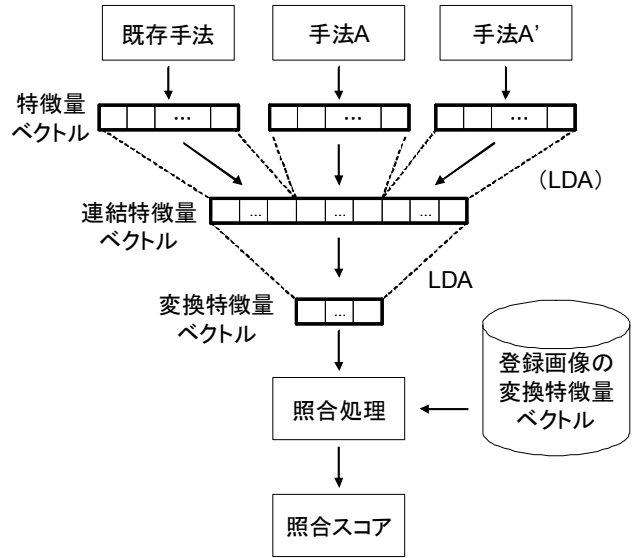 既存手法
手法A
手法A’
特徴量
ベクトル
...
...
...
(LDA)
連結特徴量
ベクトル
...
...
...
LDA
変換特徴量
ベクトル
...
登録画像の
変換特徴量
ベクトル
照合処理
照合スコア